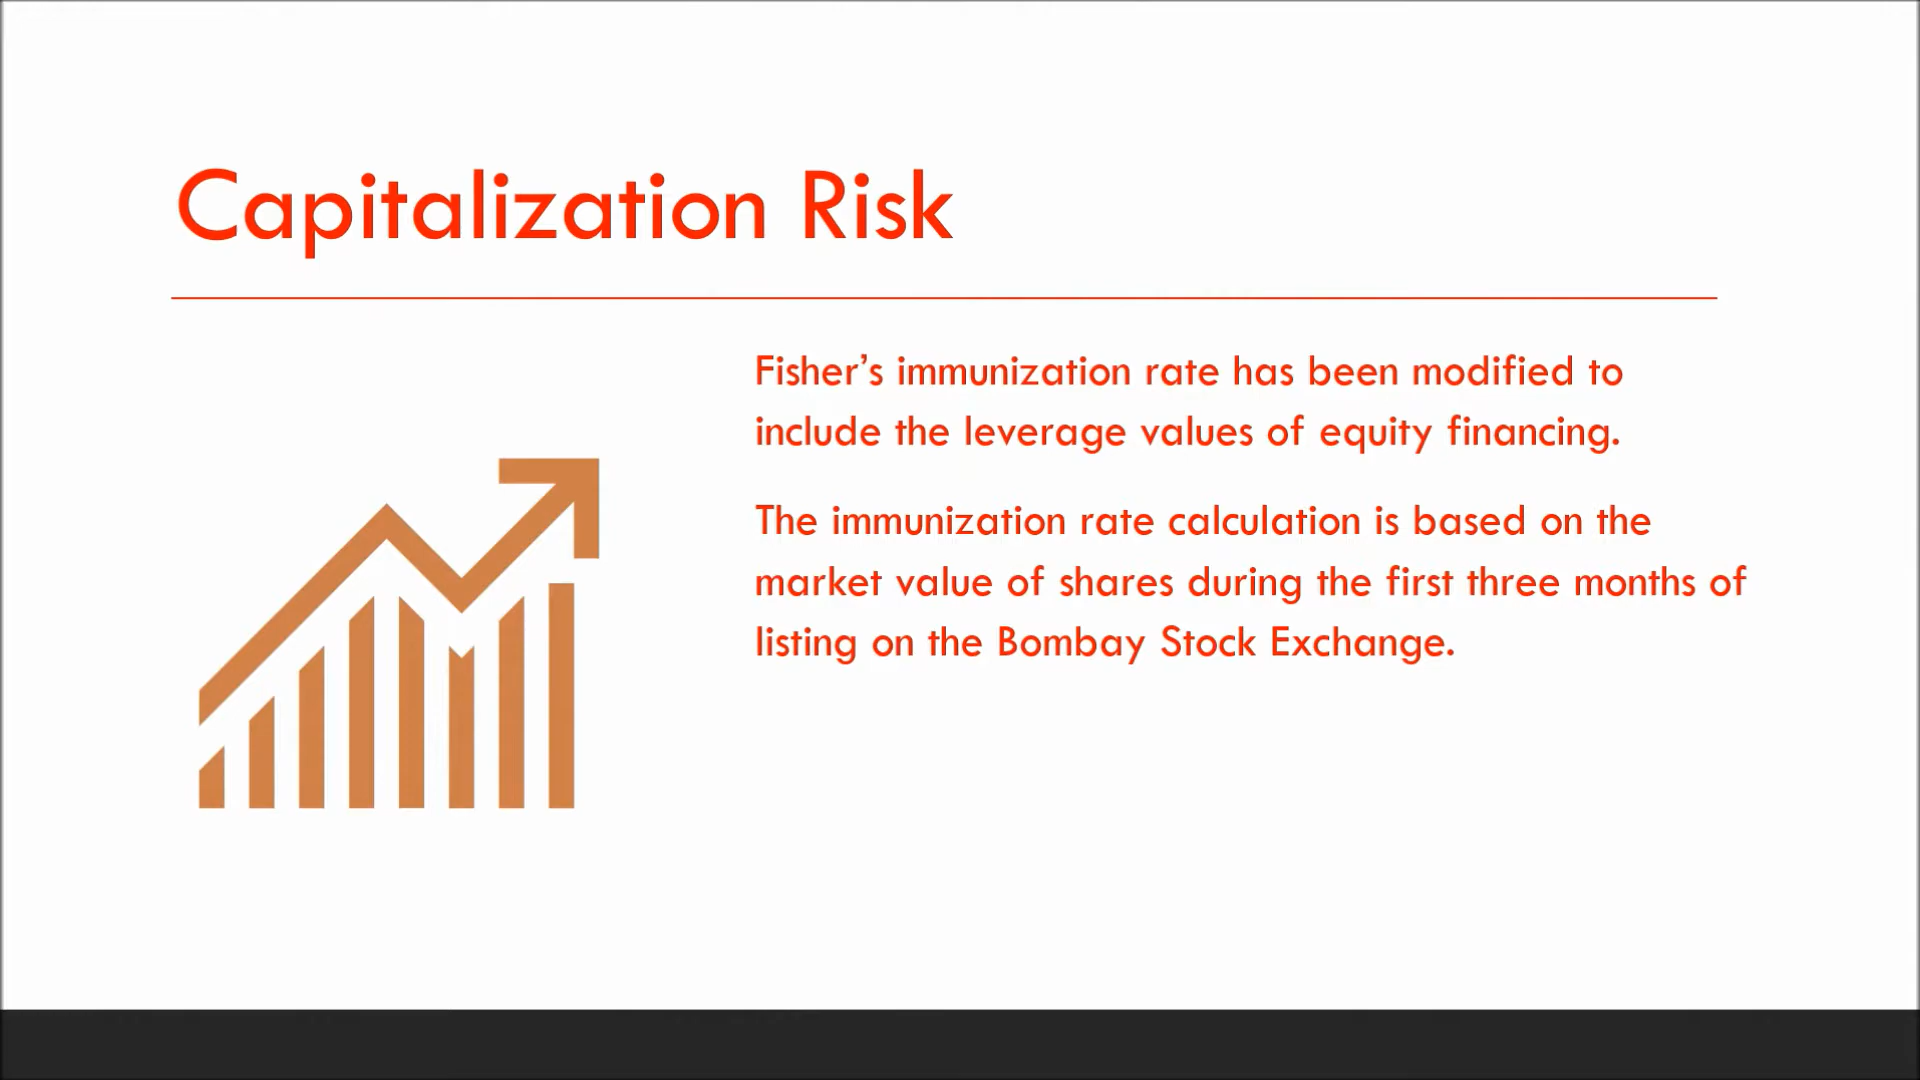 Capitalization Risk
Fisher’s immunization rate has been modified to
include the leverage values of equity financing.
The immunization rate calculation is based on the
market value of shares during the first three months of
listing on the Bombay Stock Exchange.